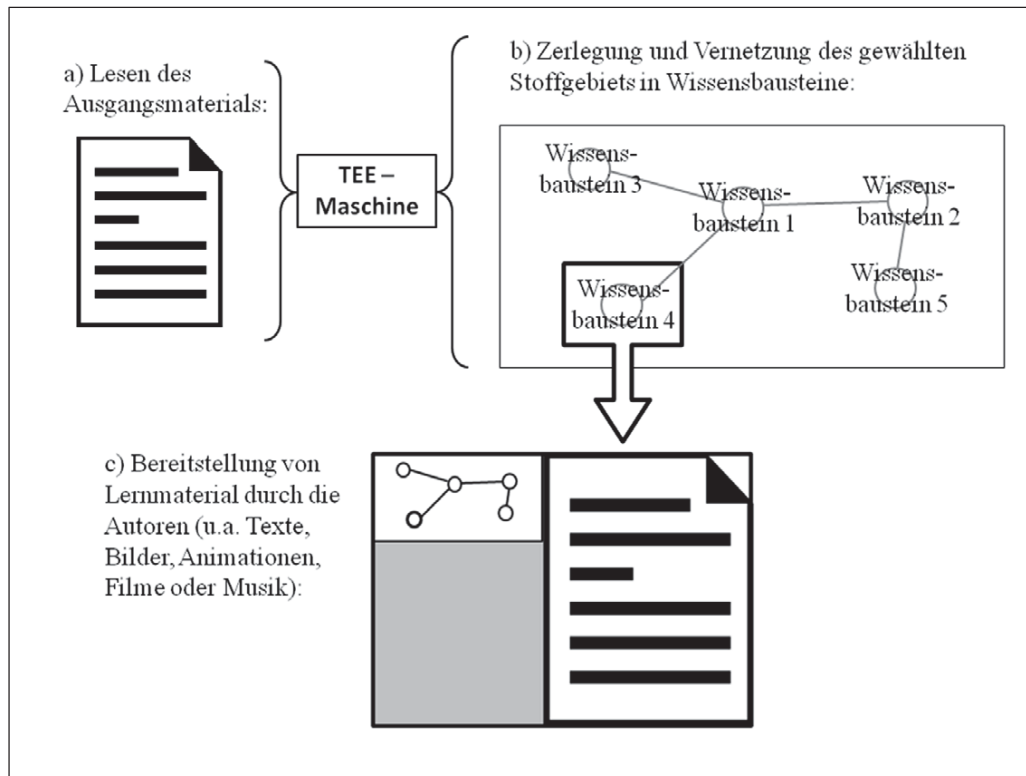 a) Lesen des
Ausgangsmaterials:
TEE –
Maschine
b) Zerlegung und Vernetzung des gewählten
Stoffgebiets in Wissensbausteine:
Wissens-
baustein 3
Wissens-
baustein 1
Wissens-
baustein 2
Wissens-
baustein 4
Wissens-
baustein 5
c) Bereitstellung von
Lernmaterial durch die
Autoren (u.a. Texte,
Bilder, Animationen,
Filme oder Musik):